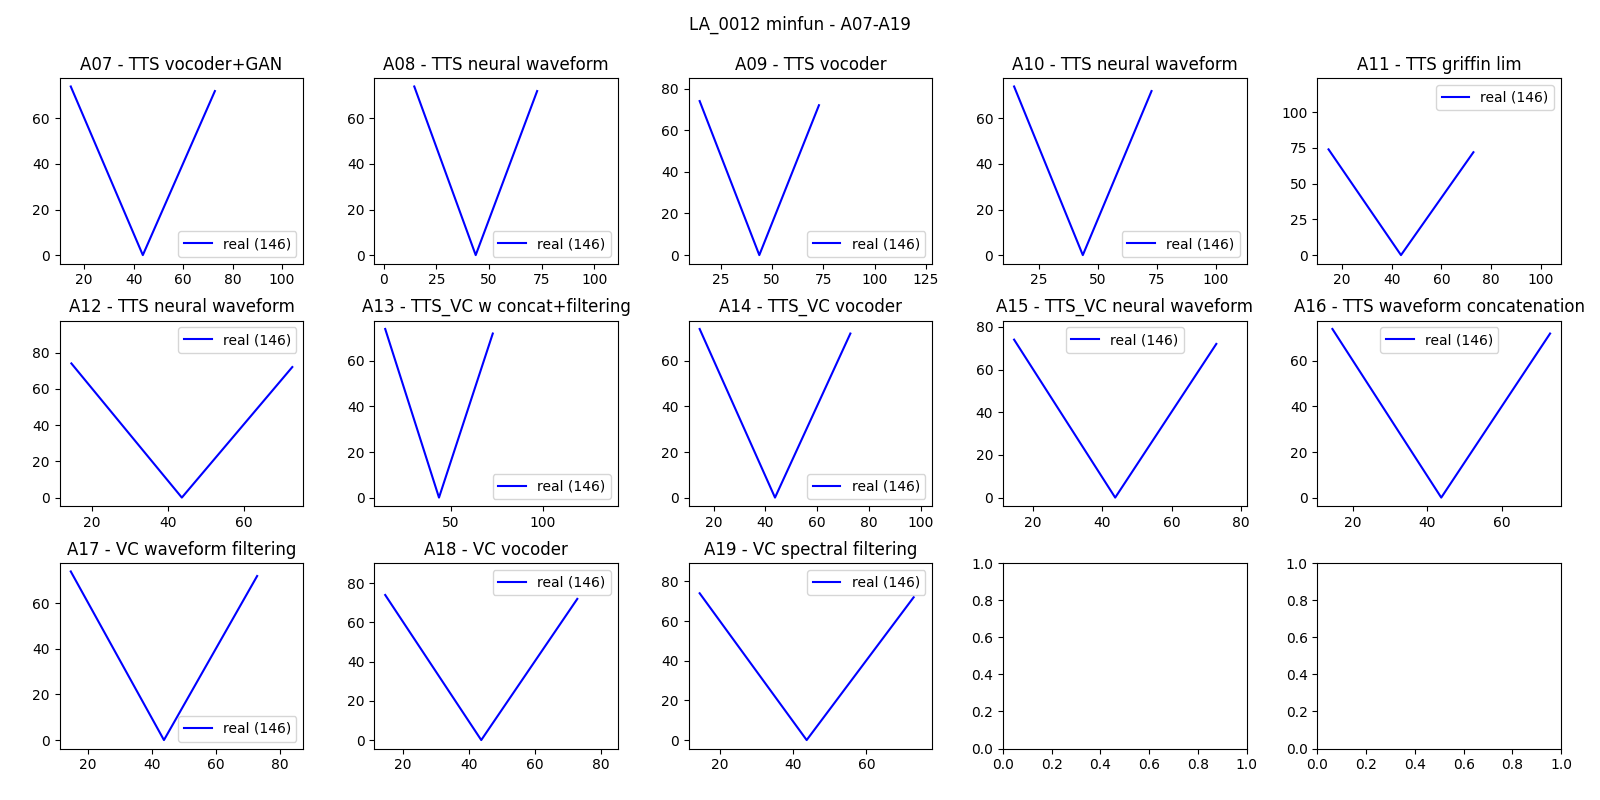 LA_0012 minfun - A07-A19
A07 - TTS vocoder+GAN
A08 - TTS neural waveform
A09 - TTS vocoder
A10 - TTS neural waveform
A11 - TTS griffin lim
60
40
20
0
20 40 60 80 100
real (146)
60
40
20
0
0 25 50 75 100
real (146)
80
60
40
20
0
25 50 75 100 125
real (146)
60
40
20
0
25 50 75 100
real (146)
100
75
50
25
0
20 40 60 80 100
real (146)
A12 - TTS neural waveform
A13 - TTS_VC w concat+filtering
A14 - TTS_VC vocoder
A15 - TTS_VC neural waveform
A16 - TTS waveform concatenation
80
60
40
20
0
20 40 60
real (146)
60
40
20
0
50 100
real (146)
60
40
20
0
20 40 60 80 100
real (146)
80
60
40
20
0
20 40 60 80
real (146)
60
40
20
0
20 40 60
real (146)
A17 - VC waveform filtering
A18 - VC vocoder
A19 - VC spectral filtering
60
40
20
0
20 40 60 80
real (146)
80
60
40
20
0
20 40 60 80
real (146)
80
60
40
20
0
20 40 60
real (146)
1.0
0.8
0.6
0.4
0.2
0.0
0.0 0.2 0.4 0.6 0.8 1.0
1.0
0.8
0.6
0.4
0.2
0.0
0.0 0.2 0.4 0.6 0.8 1.0